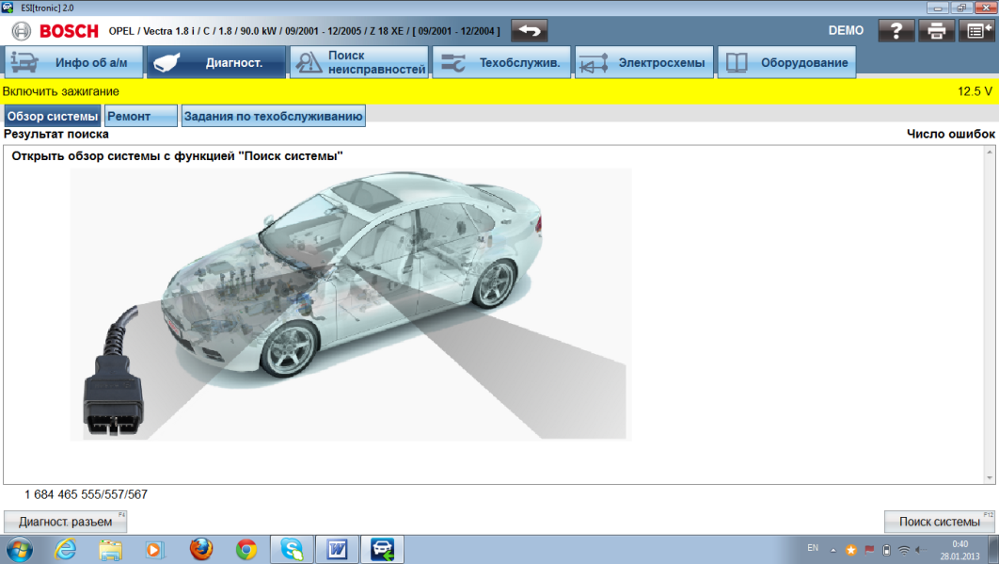 ESI[tronic] 2.0
BOSCH OPEL / Vectra 1.8 i / C / 1.8 / 90.0 kW / 09/2001 - 12/2005 / Z 18 XE / [ 09/2001 - 12/2004 ] DEMO ?
Инфо об а/м Диагност. Поиск неисправностей Техобслужив. Электросхемы Оборудование
Включить зажигание 12.5 V
Обзор системы Ремонт Задания по техобслуживанию
Результат поиска Число ошибок
Открыть обзор системы с функцией "Поиск системы"
1 684 465 555/557/567
Диагност. разъем F4 Поиск системы F12
EN 0:40
28.01.2013